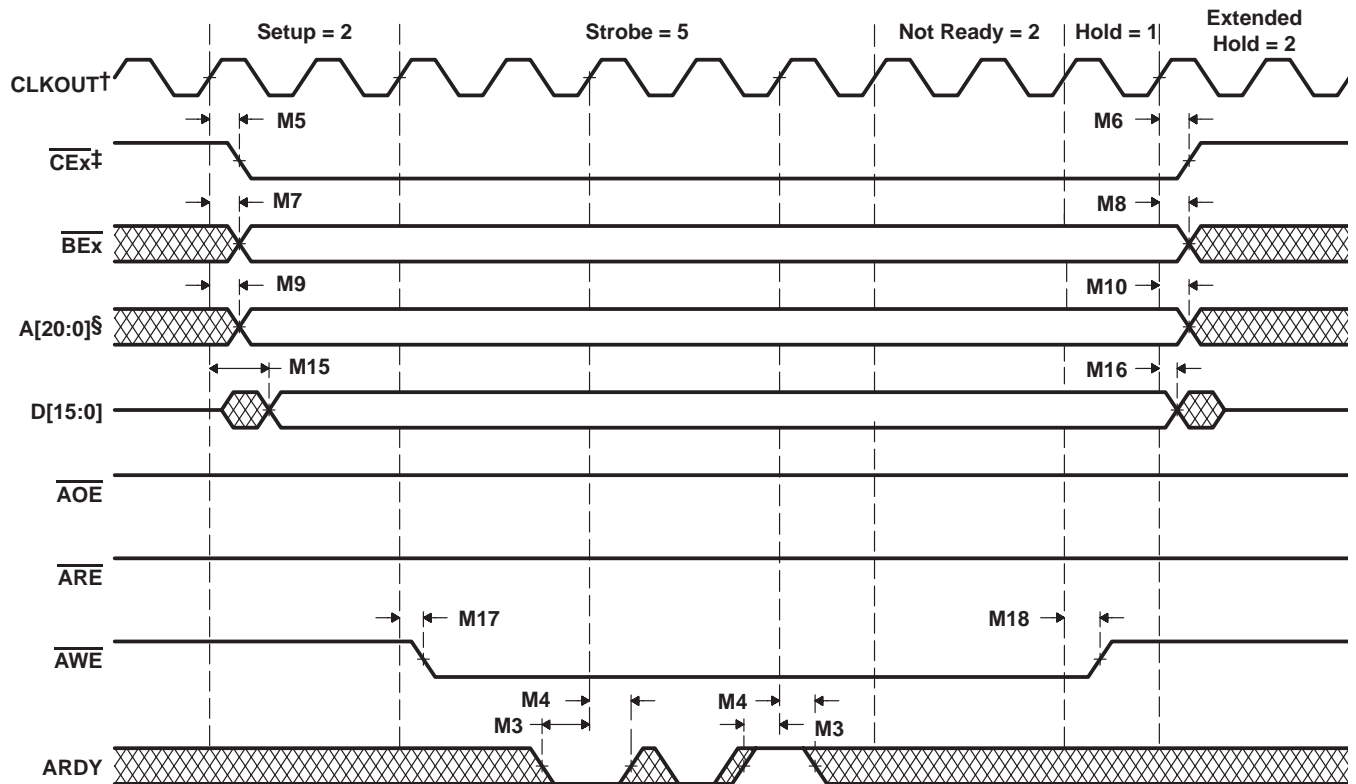 Setup = 2
Strobe = 5
Not Ready = 2
Hold = 1
Extended
Hold = 2
CLKOUT†
M5
M6
CEx‡
M7
M8
BEx
M9
M10
A[20:0]§
M15
M16
D[15:0]
AOE
ARE
M17
M18
AWE
M4
M4
M3
M3
ARDY